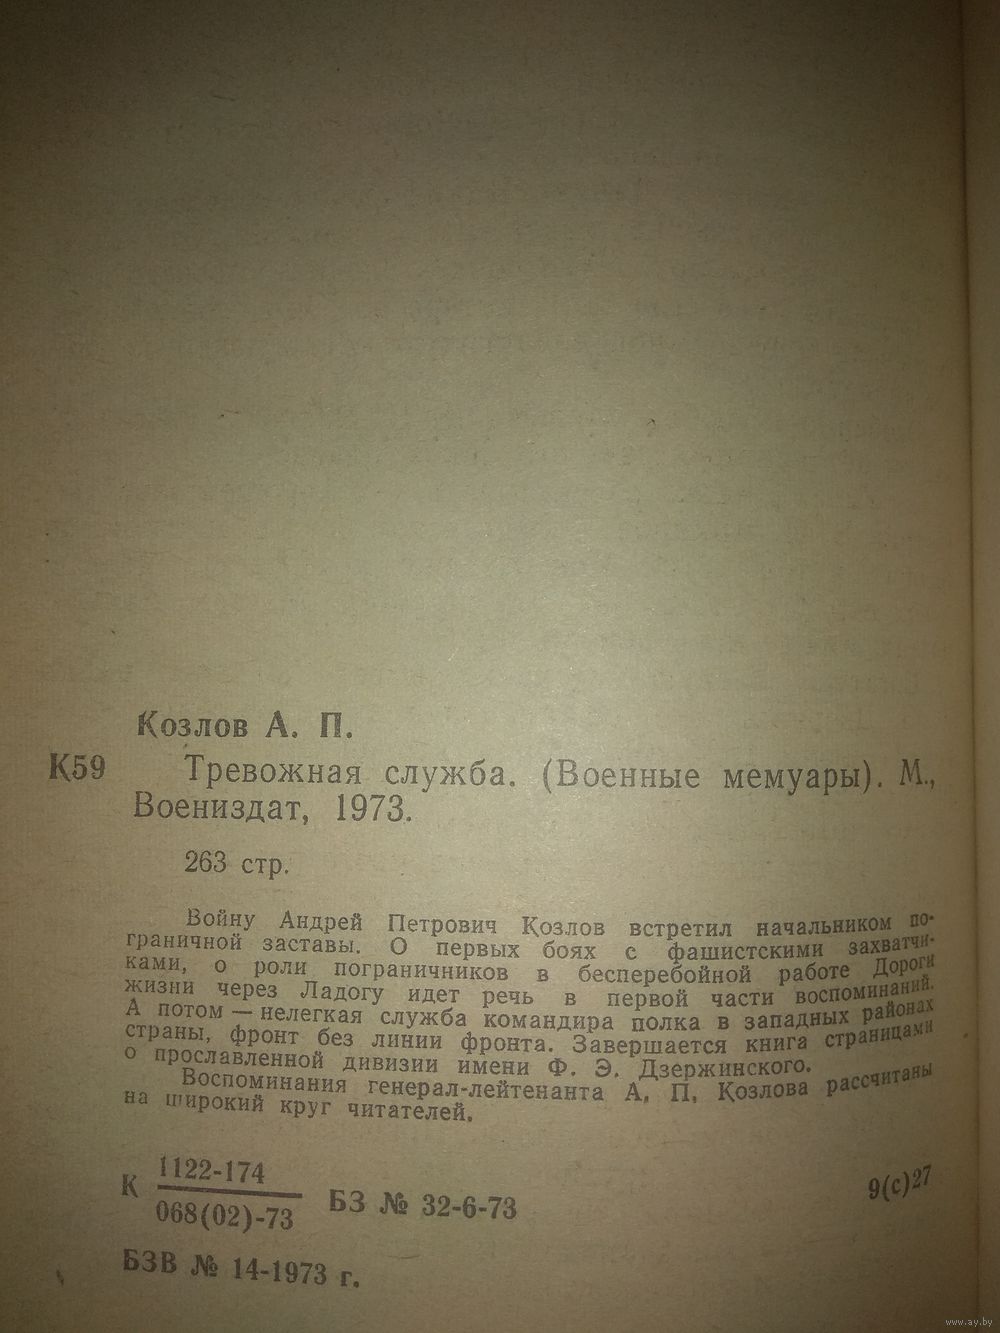 Козлов А. П.
К59 Тревожная служба. (Военные мемуары). М.,
Воениздат, 1973.
263 стр.
Войну Андрей Петрович Козлов встретил начальником по-
граничной заставы. О первых боях с фашистскими захватчи-
ками, о роли пограничников в бесперебойной работе Дороги
жизни через Ладогу идет речь в первой части воспоминаний.
А потом — нелегкая служба командира полка в западных районах
страны, фронт без линии фронта. Завершается книга страницами
о прославленной дивизии имени Ф. Э. Дзержинского.
Воспоминания генерал-лейтенанта А. П. Козлова рассчитаны
на широкий круг читателей.
1122-174
К БЗ № 32-6-73 9(с)27
068(02)-73
БЗВ № 14-1973 г.
www.ay.by